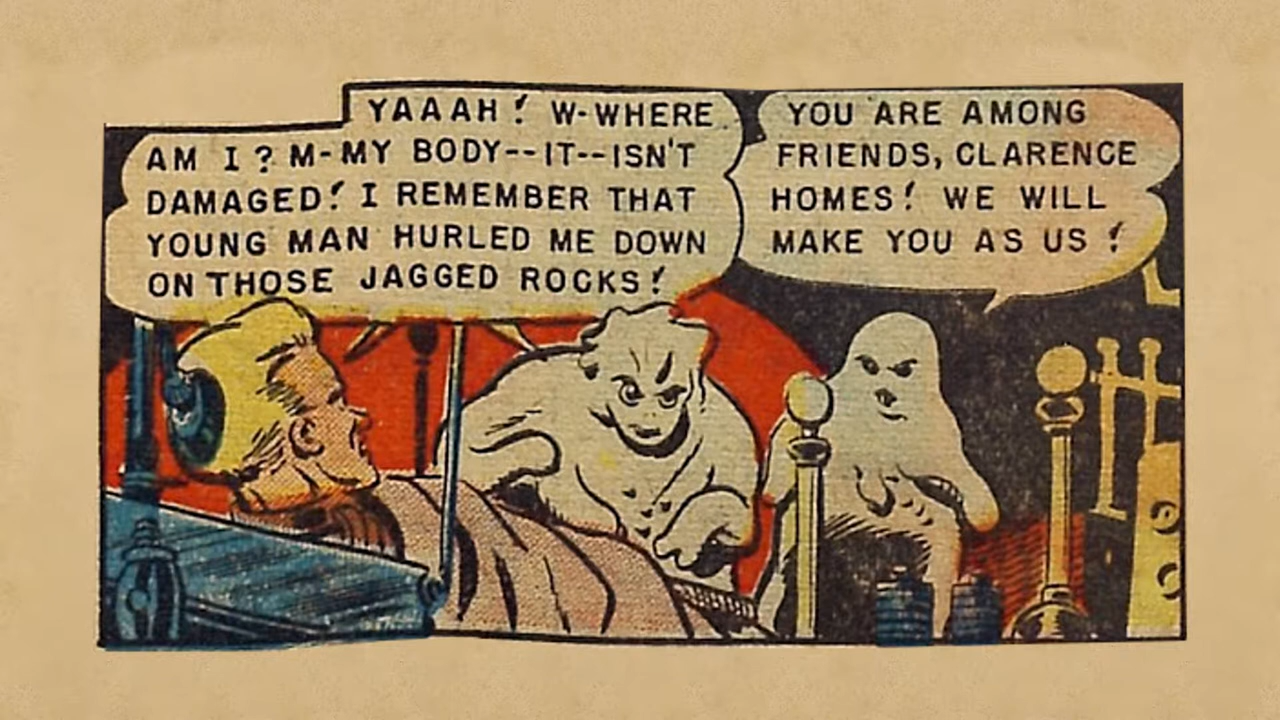 YAAAH! W-WHERE
AM I? M-MY BODY--IT--ISN'T
DAMAGED! I REMEMBER THAT
YOUNG MAN HURLED ME DOWN
ON THOSE JAGGED ROCKS!
YOU ARE AMONG
FRIENDS, CLARENCE
HOMES! WE WILL
MAKE YOU AS US!